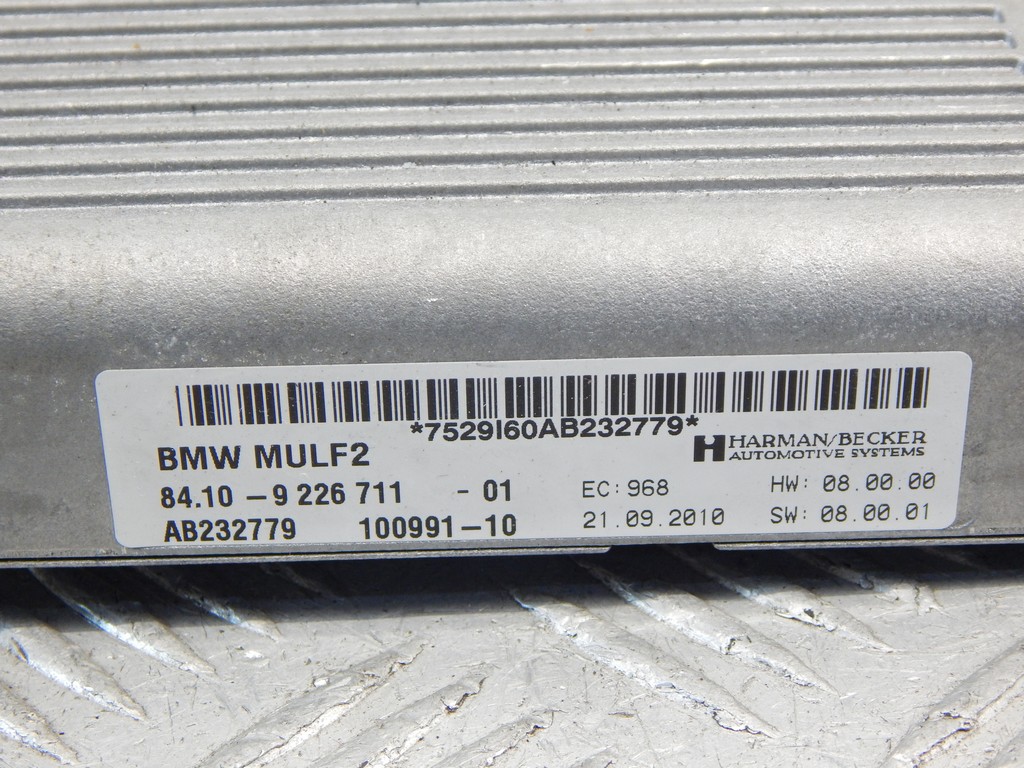 *7529I60AB232779*
BMW MULF2
HARMAN/BECKER
AUTOMOTIVE SYSTEMS
84.10 - 9 226 711 - 01
EC: 968
HW: 08.00.00
AB232779 100991-10
21.09.2010
SW: 08.00.01